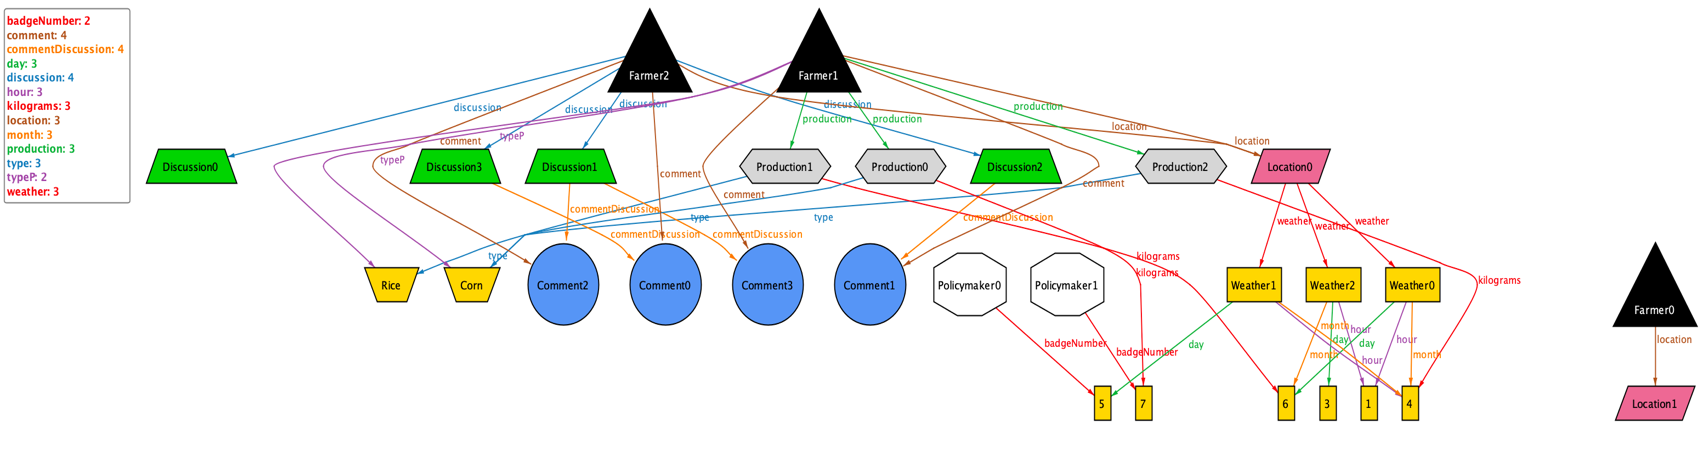 badgeNumber: 2
comment: 4
commentDiscussion: 4
day: 3
discussion: 4
hour: 3
kilograms: 3
location: 3
month: 3
production: 3
type: 3
typeP: 2
weather: 3
Farmer2
Farmer1
discussion
discussion
discussion
discussion
production
production
production
location
location
comment
typeP
typeP
Discussion0
Discussion3
Discussion1
Production1
Production0
Discussion2
Production2
Location0
comment
comment
comment
commentDiscussion
commentDiscussion
commentDiscussion
commentDiscussion
type
type
type
weather
weather
weather
kilograms
kilograms
kilograms
Rice
Corn
Comment2
Comment0
Comment3
Comment1
Policymaker0
Policymaker1
Weather1
Weather2
Weather0
Farmer0
badgeNumber
badgeNumber
day
month
hour
day
day
hour
month
month
hour
location
5
7
6
3
1
4
Location1